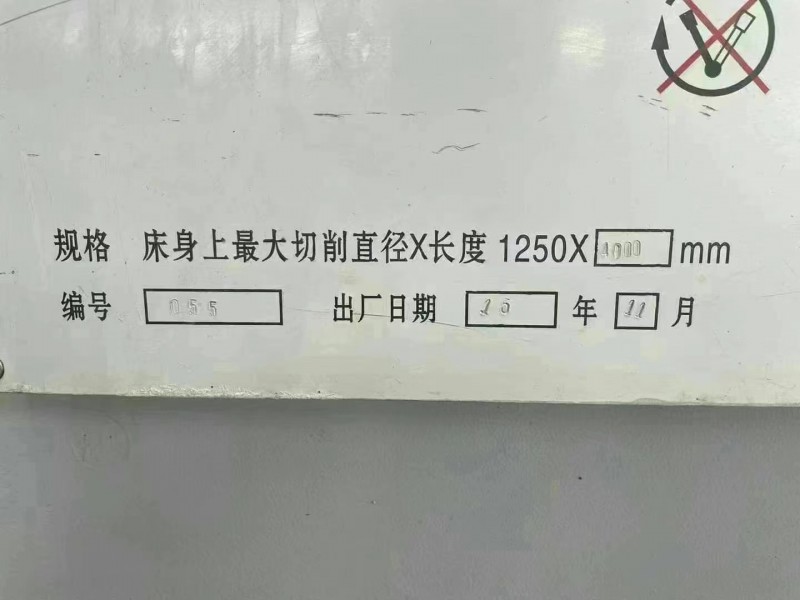 规格 床身上最大切削直径X长度 1250X4000 mm
编号 055 出厂日期 15 年 11 月